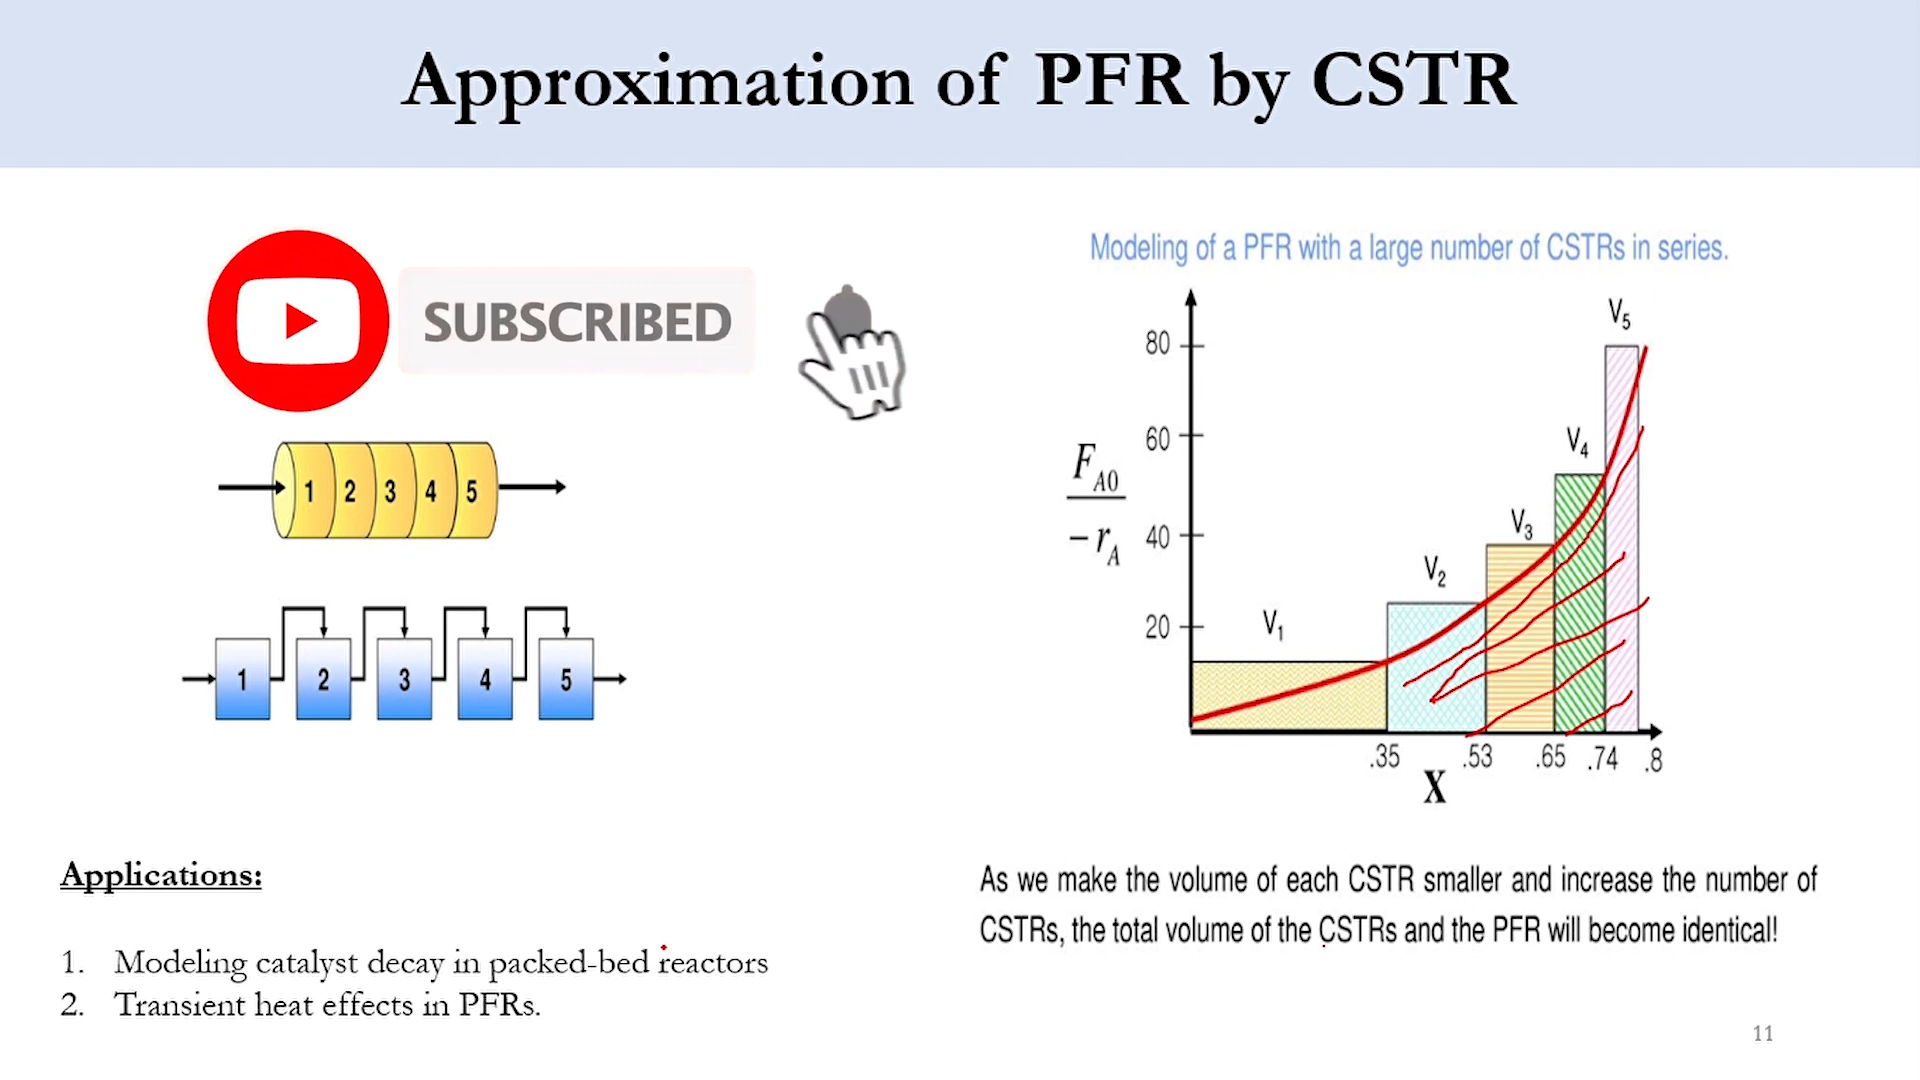 Approximation of PFR by CSTR
SUBSCRIBED
1 2 3 4 5
1 2 3 4 5
Applications:
1. Modeling catalyst decay in packed-bed reactors
2. Transient heat effects in PFRs.
Modeling of a PFR with a large number of CSTRs in series.
80
60
40
20
F_A0
− r_A
V₁
V₂
V₃
V₄
V₅
.35 .53 .65 .74 .8
X
As we make the volume of each CSTR smaller and increase the number of
CSTRs, the total volume of the CSTRs and the PFR will become identical!
11